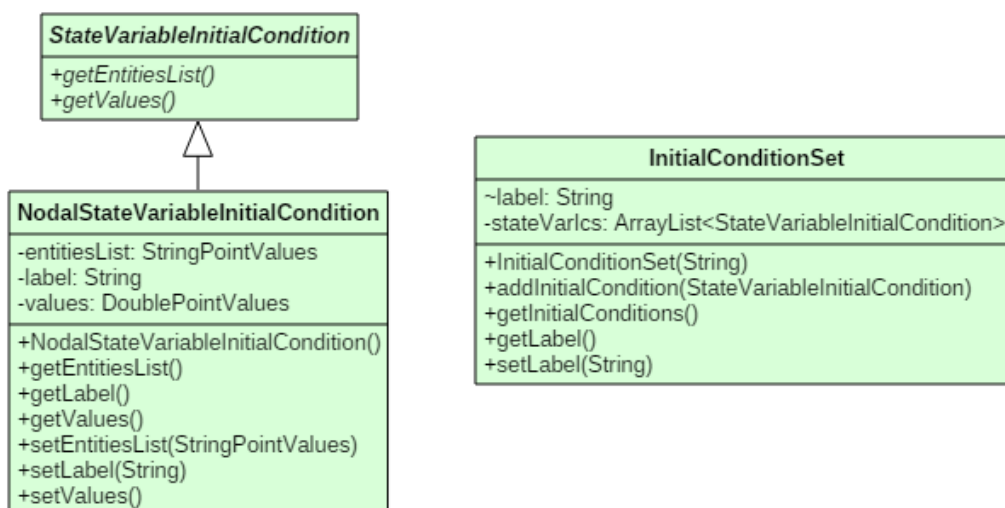 StateVariableInitialCondition
+getEntitiesList()
+getValues()
NodalStateVariableInitialCondition
-entitiesList: StringPointValues
-label: String
-values: DoublePointValues
+NodalStateVariableInitialCondition()
+getEntitiesList()
+getLabel()
+getValues()
+setEntitiesList(StringPointValues)
+setLabel(String)
+setValues()
InitialConditionSet
~label: String
-stateVarIcs: ArrayList<StateVariableInitialCondition>
+InitialConditionSet(String)
+addInitialCondition(StateVariableInitialCondition)
+getInitialConditions()
+getLabel()
+setLabel(String)